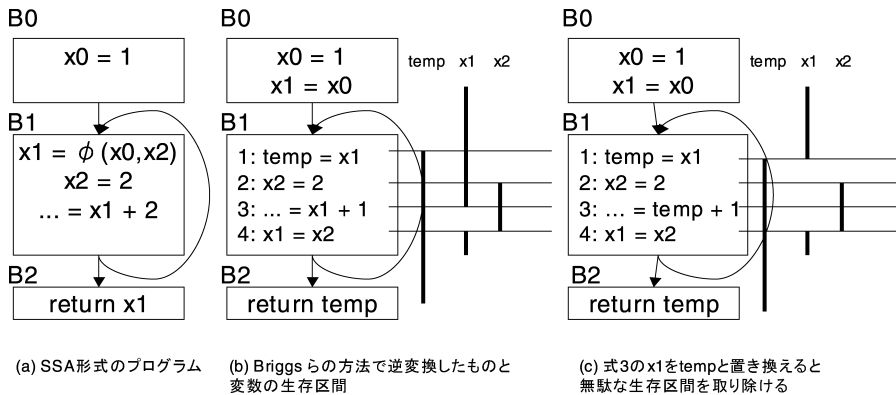 B0
x0 = 1
B1
x1 = φ (x0,x2)
x2 = 2
... = x1 + 2
B2
return x1
(a) SSA形式のプログラム
B0
x0 = 1
x1 = x0
temp x1 x2
B1
1: temp = x1
2: x2 = 2
3: ... = x1 + 1
4: x1 = x2
B2
return temp
(b) Briggsらの方法で逆変換したものと
変数の生存区間
B0
x0 = 1
x1 = x0
temp x1 x2
B1
1: temp = x1
2: x2 = 2
3: ... = temp + 1
4: x1 = x2
B2
return temp
(c) 式3のx1をtempと置き換えると
無駄な生存区間を取り除ける